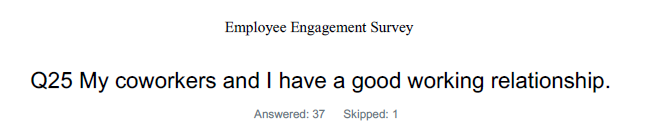 Employee Engagement Survey
Q25 My coworkers and I have a good working relationship.
Answered: 37 Skipped: 1